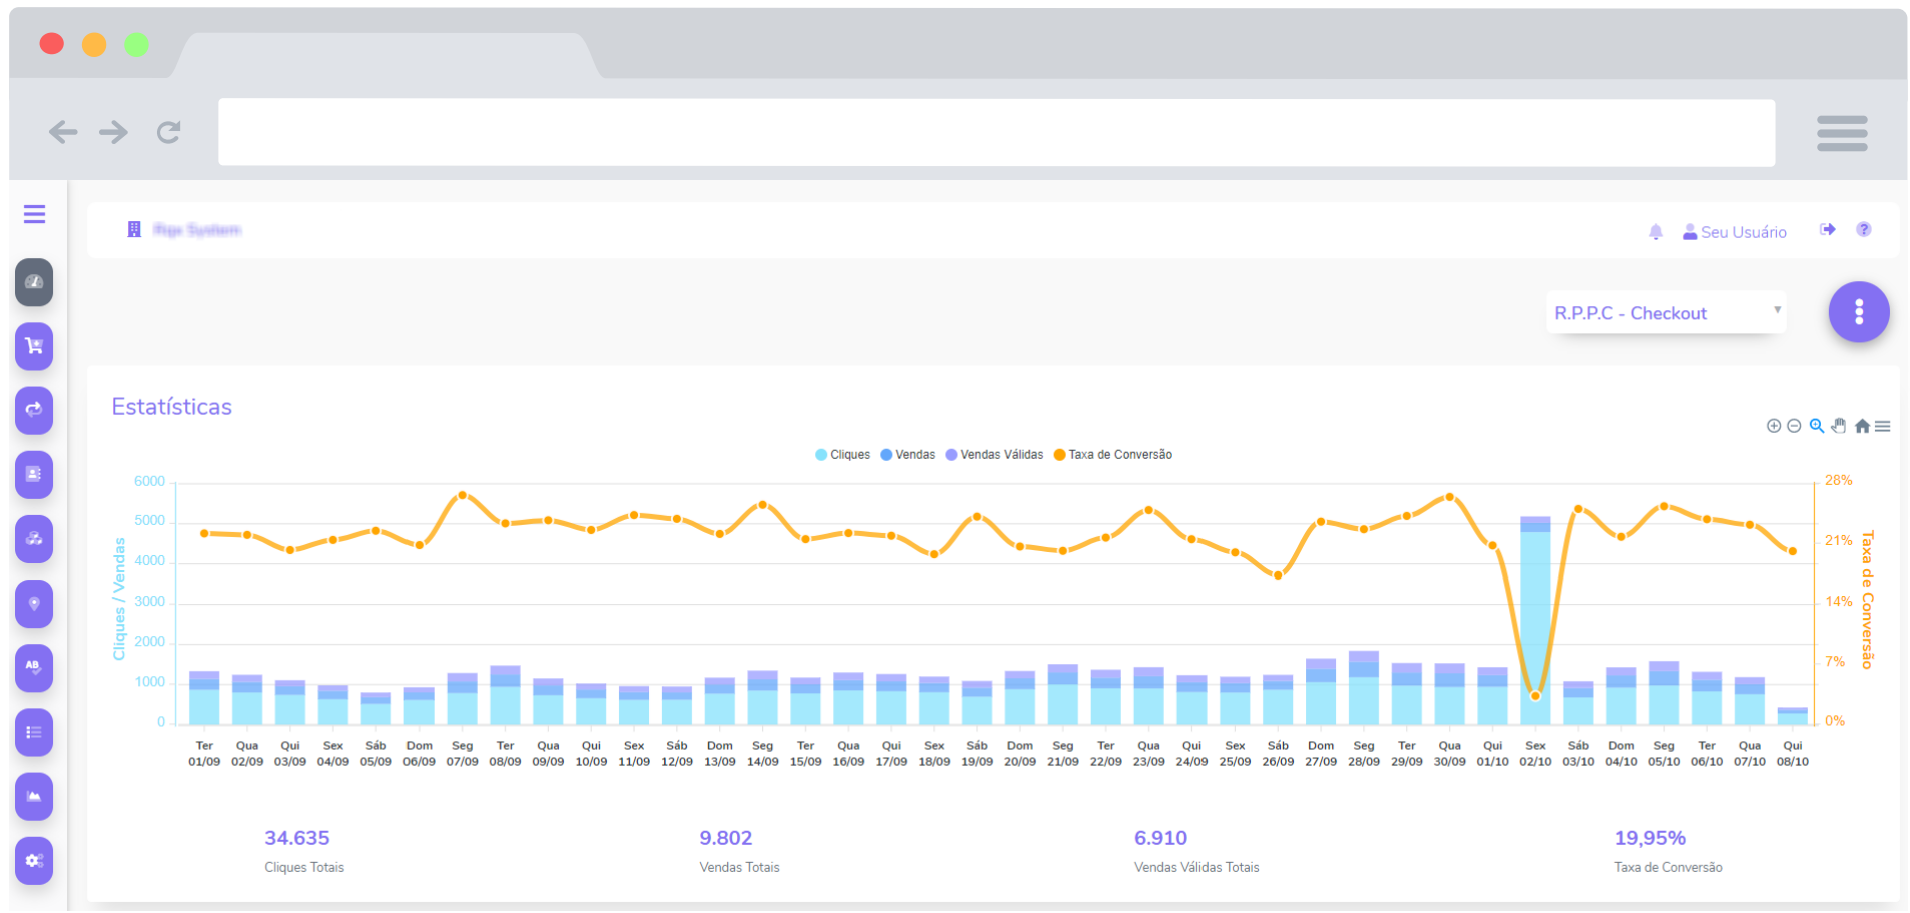 Seu Usuário
R.P.P.C - Checkout
Estatísticas
Cliques Vendas Vendas Válidas Taxa de Conversão
Cliques / Vendas
6000
5000
4000
3000
2000
1000
0
28%
21%
14%
7%
0%
Taxa de Conversão
Ter Qua Qui Sex Sáb Dom Seg Ter Qua Qui Sex Sáb Dom Seg Ter Qua Qui Sex Sáb Dom Seg Ter Qua Qui Sex Sáb Dom Seg Ter Qua Qui Sex Sáb Dom Seg Ter Qua Qui
01/09 02/09 03/09 04/09 05/09 06/09 07/09 08/09 09/09 10/09 11/09 12/09 13/09 14/09 15/09 16/09 17/09 18/09 19/09 20/09 21/09 22/09 23/09 24/09 25/09 26/09 27/09 28/09 29/09 30/09 01/10 02/10 03/10 04/10 05/10 06/10 07/10 08/10
34.635 9.802 6.910 19,95%
Cliques Totais Vendas Totais Vendas Válidas Totais Taxa de Conversão
AB